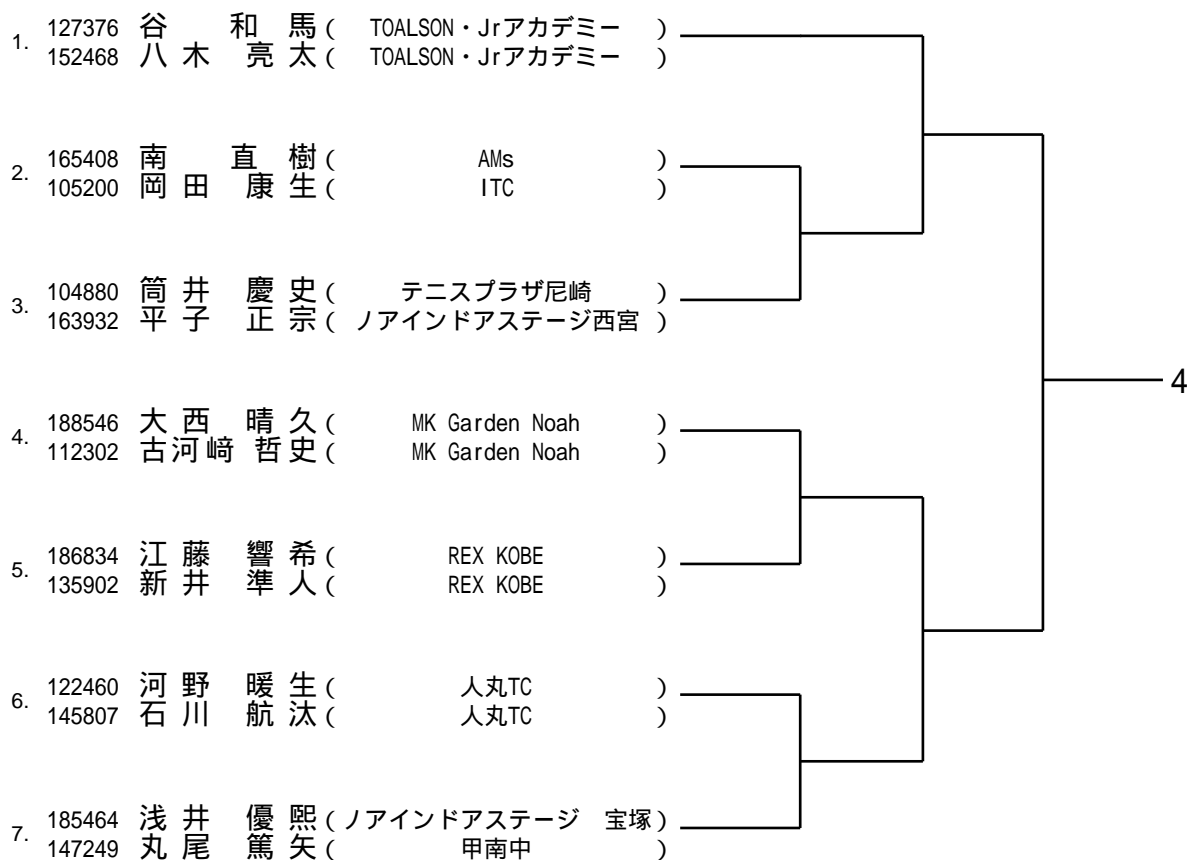 1. 127376 谷 和 馬 ( TOALSON・Jrアカデミー )
152468 八 木 亮 太 ( TOALSON・Jrアカデミー )
2. 165408 南 直 樹 ( AMs )
105200 岡 田 康 生 ( ITC )
3. 104880 筒 井 慶 史 ( テニスプラザ尼崎 )
163932 平 子 正 宗 ( ノアインドアステージ西宮 )
4
4. 188546 大 西 晴 久 ( MK Garden Noah )
112302 古河﨑 哲史 ( MK Garden Noah )
5. 186834 江 藤 響 希 ( REX KOBE )
135902 新 井 準 人 ( REX KOBE )
6. 122460 河 野 暖 生 ( 人丸TC )
145807 石 川 航 汰 ( 人丸TC )
7. 185464 浅 井 優 熙 ( ノアインドアステージ 宝塚 )
147249 丸 尾 篤 矢 ( 甲南中 )